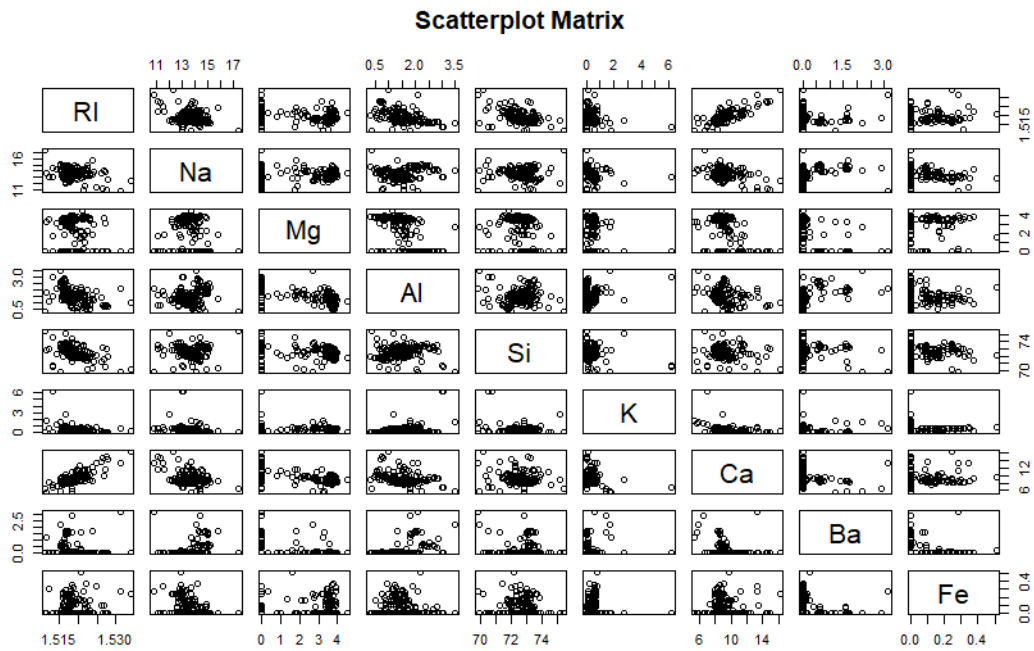 Scatterplot Matrix
11 13 15 17
0.5 2.0 3.5
0 2 4 6
0.0 1.5 3.0
RI
1.515
11 16
Na
Mg
0 2 4
0.5 3.0
Al
Si
70 74
0 3 6
K
Ca
6 12
0.0 2.5
Ba
Fe
0.0 0.4
1.515 1.530
0 1 2 3 4
70 72 74
6 10 14
0.0 0.2 0.4